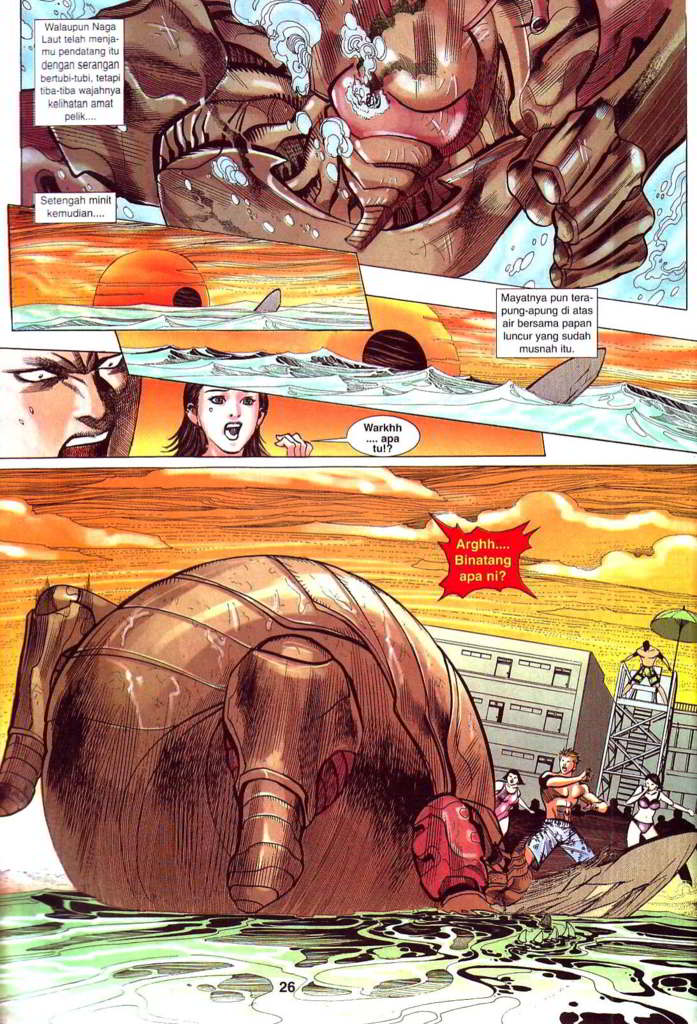 Walaupun Naga
Laut telah menja-
mu pendatang itu
dengan serangan
bertubi-tubi, tetapi
tiba-tiba wajahnya
kelihatan amat
pelik....
Setengah minit
kemudian....
Mayatnya pun tera-
pung-apung di atas
air bersama papan
luncur yang sudah
musnah itu.
Warkhh
.... apa
tu!?
Arghh....
Binatang
apa ni?
26